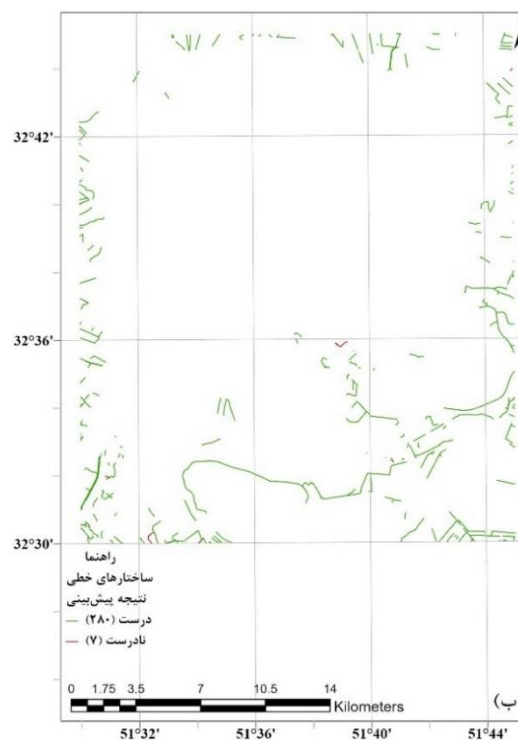 32°42'
32°36'
32°30'
راهنما
ساختارهای خطی
نتیجه پیش‌بینی
درست (۲۸۰)
نادرست (۷)
0 1.75 3.5 7 10.5 14
Kilometers
ب)
51°32' 51°36' 51°40' 51°44'